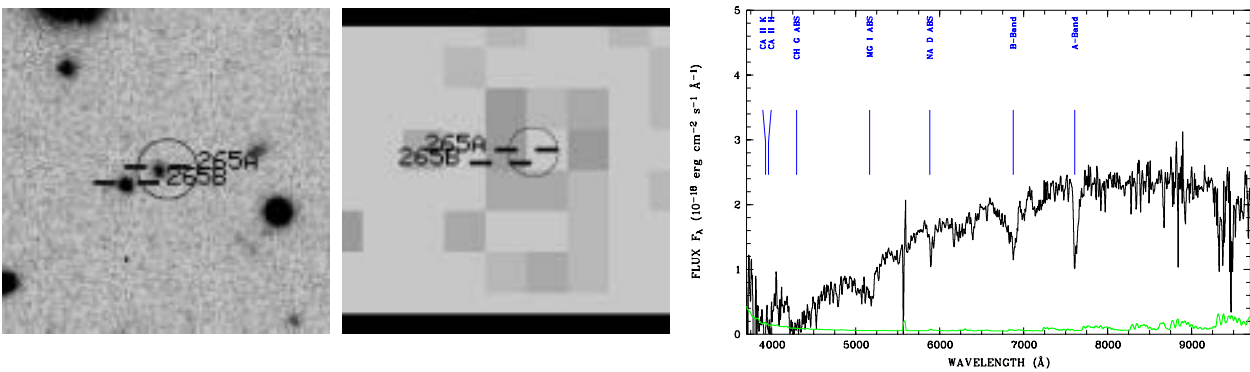 265A
265B
265A
265B
CA II K
CA II H
CH G ABS
MG I ABS
NA D ABS
B-Band
A-Band
5
4
3
2
1
0
FLUX Fλ (10⁻¹⁸ erg cm⁻² s⁻¹ Å⁻¹)
4000 5000 6000 7000 8000 9000
WAVELENGTH (Å)